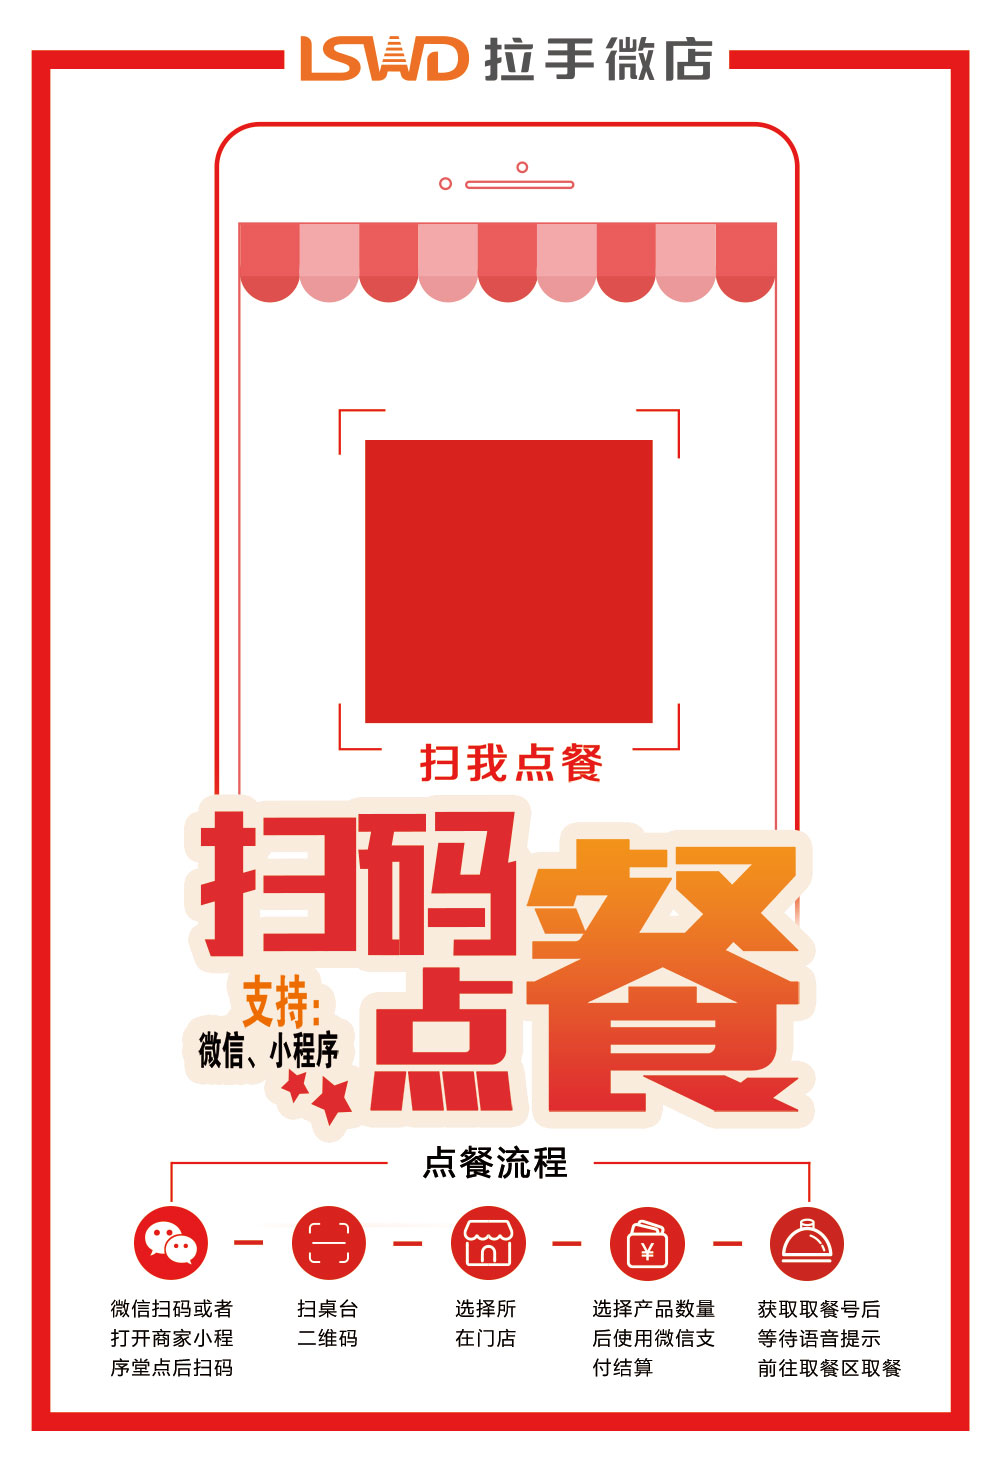 LSWD 拉手微店
扫我点餐
扫码
点餐
支持：
微信、小程序
点餐流程
¥
微信扫码或者
打开商家小程
序堂点后扫码
扫桌台
二维码
选择所
在门店
选择产品数量
后使用微信支
付结算
获取取餐号后
等待语音提示
前往取餐区取餐